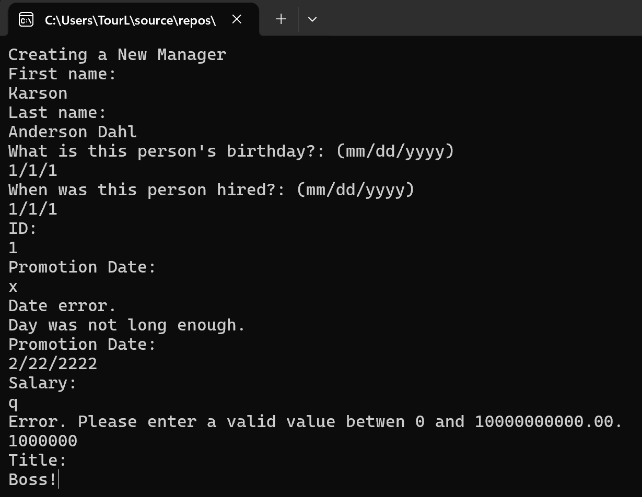 C:\Users\TourL\source\repos\
Creating a New Manager
First name:
Karson
Last name:
Anderson Dahl
What is this person's birthday?: (mm/dd/yyyy)
1/1/1
When was this person hired?: (mm/dd/yyyy)
1/1/1
ID:
1
Promotion Date:
x
Date error.
Day was not long enough.
Promotion Date:
2/22/2222
Salary:
q
Error. Please enter a valid value betwen 0 and 10000000000.00.
1000000
Title:
Boss!